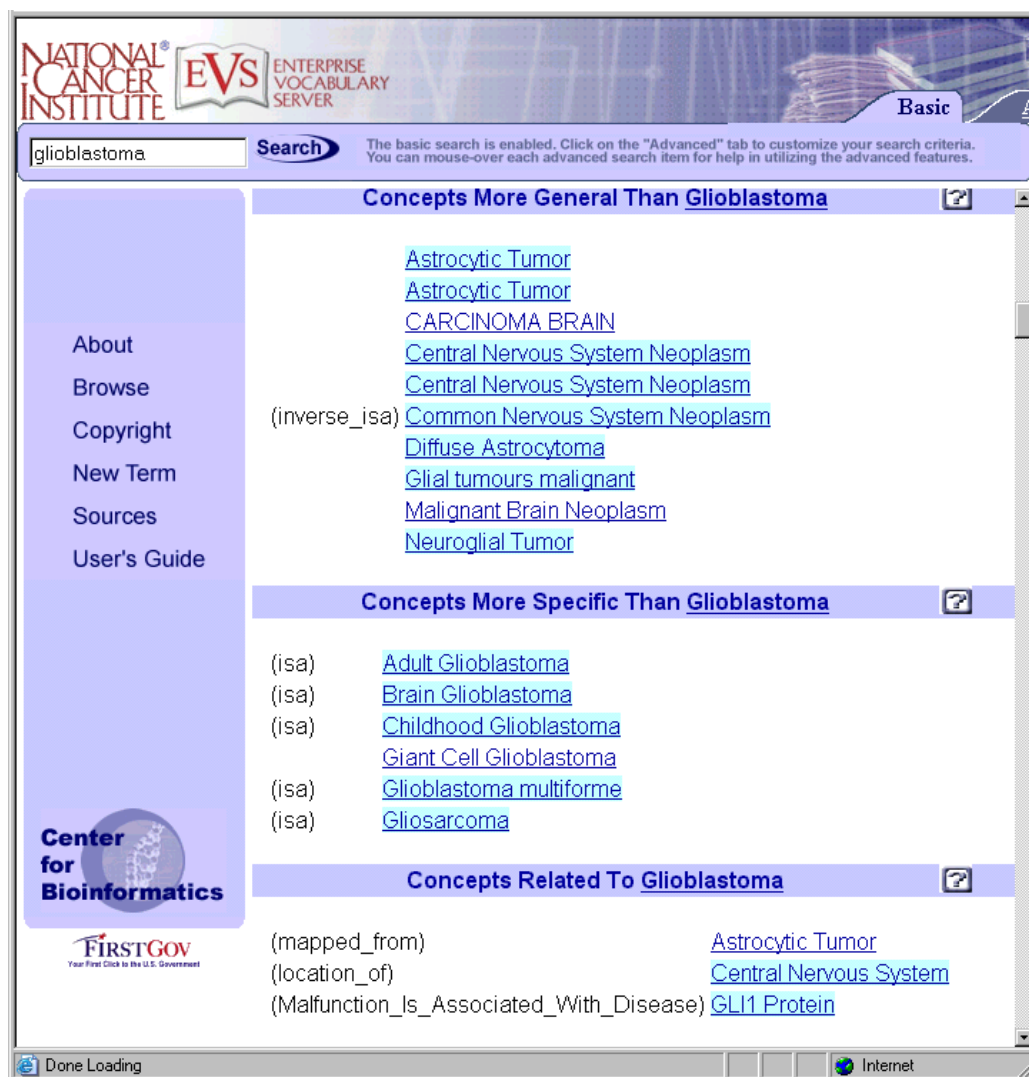 NATIONAL®
CANCER
INSTITUTE
EVS
ENTERPRISE
VOCABULARY
SERVER
Basic
A
glioblastoma
Search
The basic search is enabled. Click on the "Advanced" tab to customize your search criteria.
You can mouse-over each advanced search item for help in utilizing the advanced features.
Concepts More General Than Glioblastoma ?
Astrocytic Tumor
Astrocytic Tumor
CARCINOMA BRAIN
Central Nervous System Neoplasm
Central Nervous System Neoplasm
(inverse_isa) Common Nervous System Neoplasm
Diffuse Astrocytoma
Glial tumours malignant
Malignant Brain Neoplasm
Neuroglial Tumor
About
Browse
Copyright
New Term
Sources
User's Guide
Concepts More Specific Than Glioblastoma ?
(isa) Adult Glioblastoma
(isa) Brain Glioblastoma
(isa) Childhood Glioblastoma
Giant Cell Glioblastoma
(isa) Glioblastoma multiforme
(isa) Gliosarcoma
Center
for
Bioinformatics
FIRSTGOV
Your First Click to the U.S. Government
Concepts Related To Glioblastoma ?
(mapped_from) Astrocytic Tumor
(location_of) Central Nervous System
(Malfunction_Is_Associated_With_Disease) GLI1 Protein
Done Loading
Internet